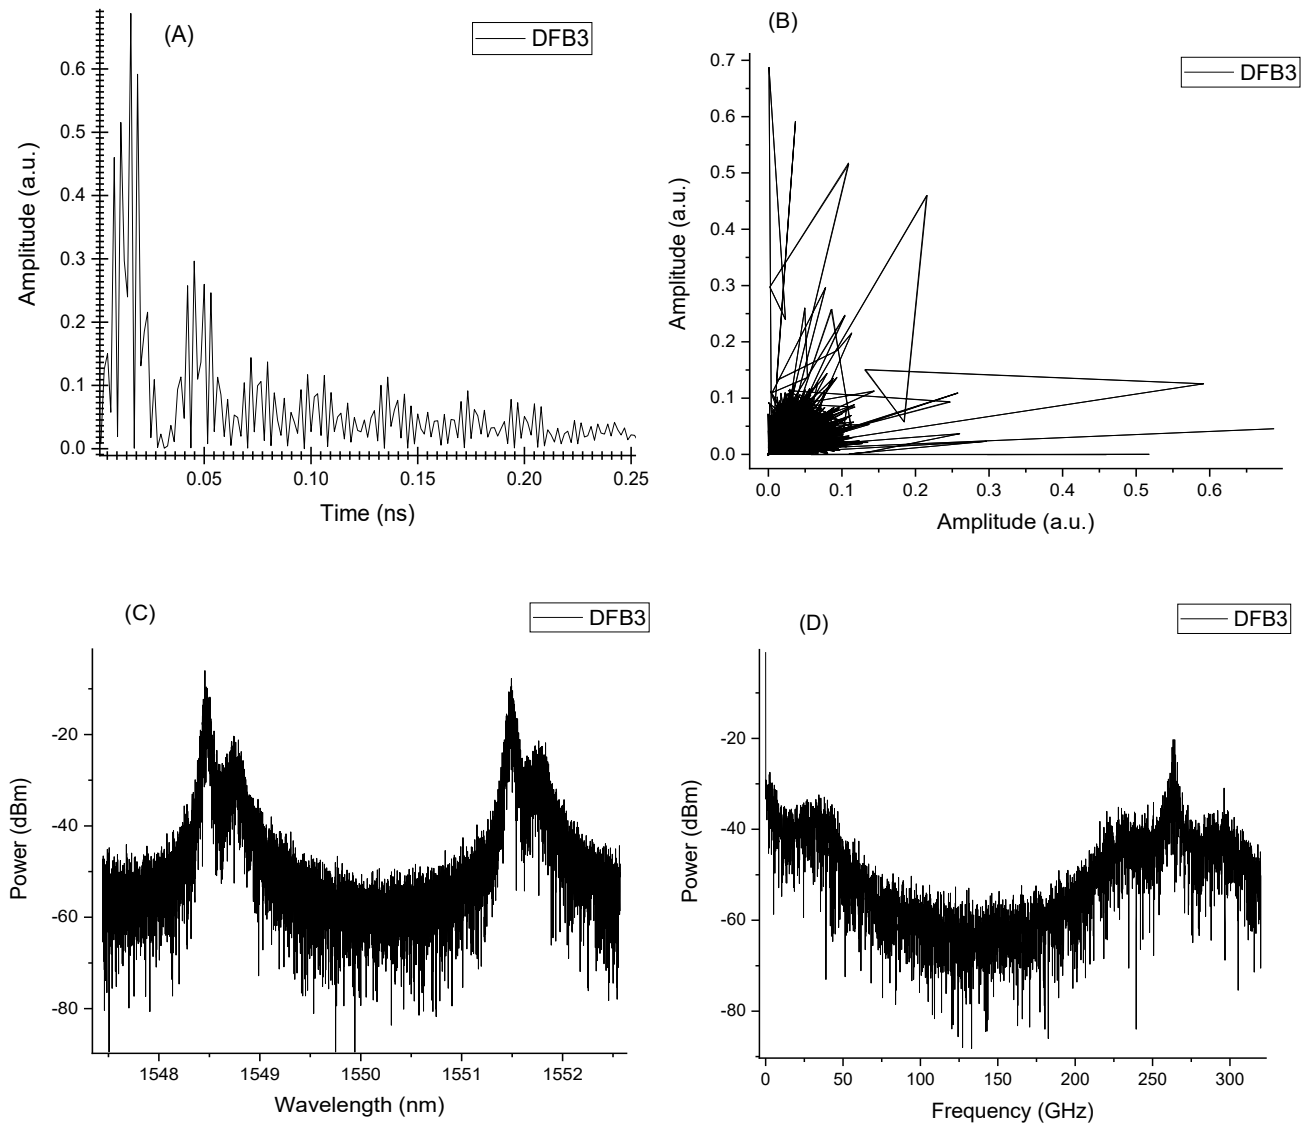 (A)
DFB3
0.6
0.5
0.4
0.3
0.2
0.1
0.0
Amplitude (a.u.)
0.05
0.10
0.15
0.20
0.25
Time (ns)
(B)
DFB3
0.7
0.6
0.5
0.4
0.3
0.2
0.1
0.0
Amplitude (a.u.)
0.0
0.1
0.2
0.3
0.4
0.5
0.6
Amplitude (a.u.)
(C)
DFB3
-20
-40
-60
-80
Power (dBm)
1548
1549
1550
1551
1552
Wavelength (nm)
(D)
DFB3
-20
-40
-60
-80
Power (dBm)
0
50
100
150
200
250
300
Frequency (GHz)